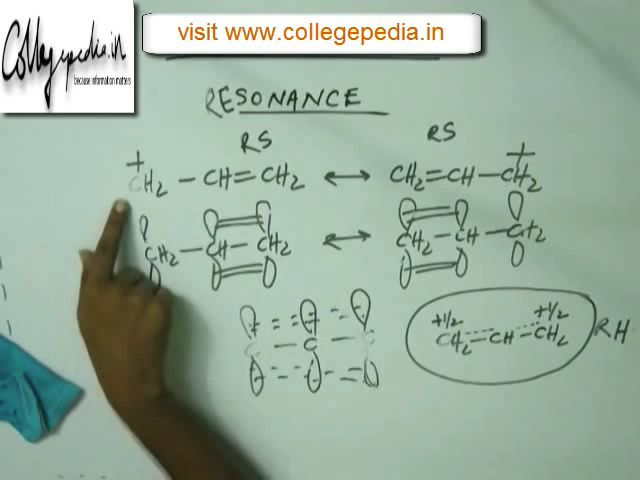 visit www.collegepedia.in
Collegepedia.in
because information matters
RESONANCE
RS RS
+ +
CH2 – CH=CH2 ↔ CH2=CH–CH2
CH2–CH–CH2 ↔ CH2–CH–CH2
C – C – C
+1/2 +1/2
CH2---CH---CH2 RH